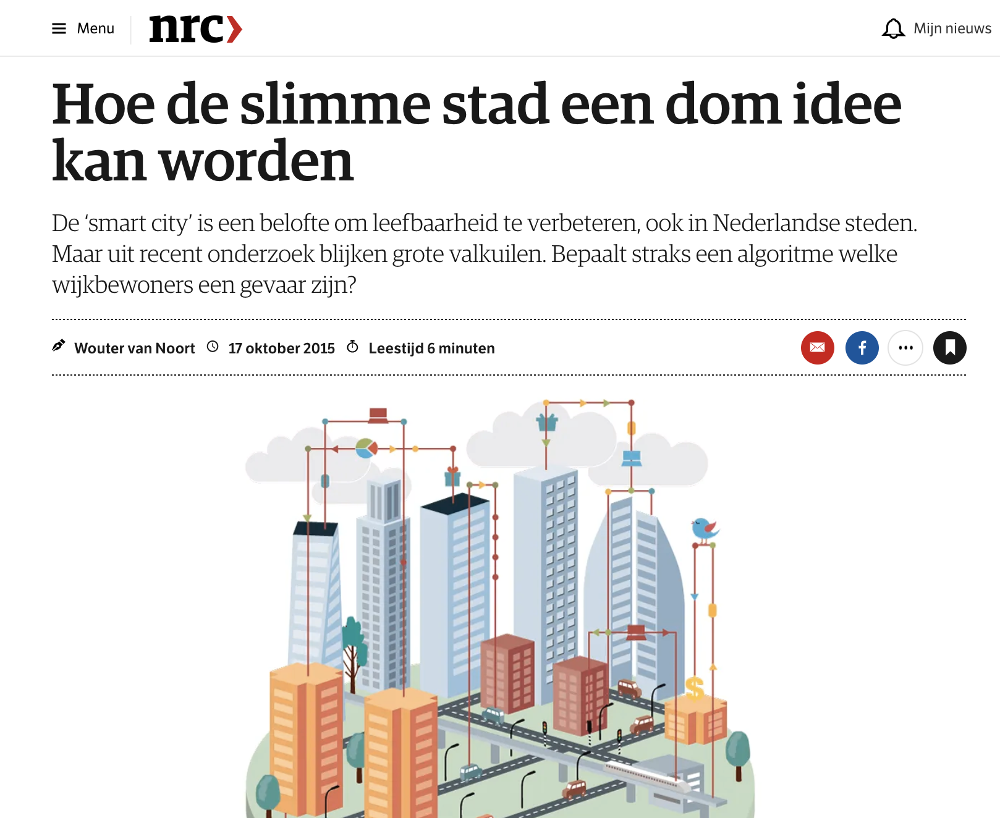 Menu
nrc
Mijn nieuws
Hoe de slimme stad een dom idee
kan worden
De ‘smart city’ is een belofte om leefbaarheid te verbeteren, ook in Nederlandse steden.
Maar uit recent onderzoek blijken grote valkuilen. Bepaalt straks een algoritme welke
wijkbewoners een gevaar zijn?
Wouter van Noort 17 oktober 2015 Leestijd 6 minuten
f
$